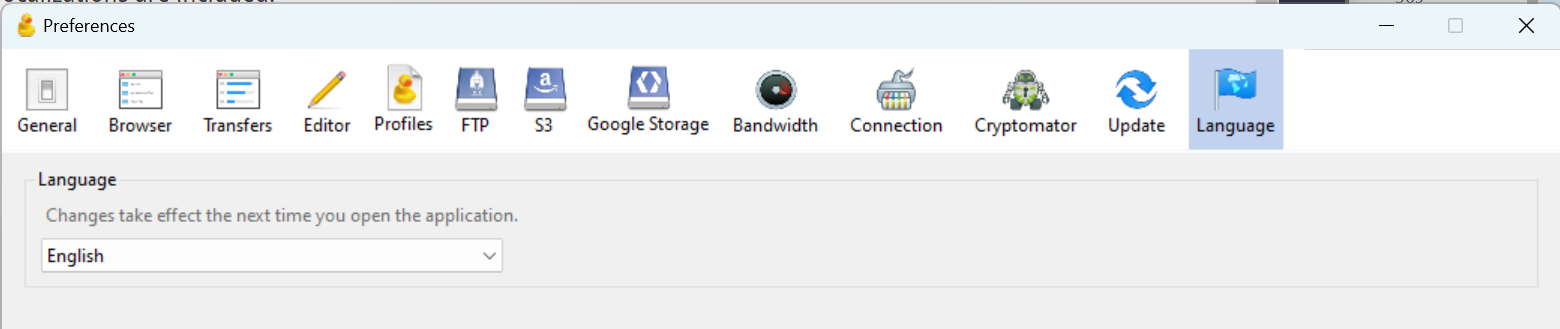 Preferences
General Browser Transfers Editor Profiles FTP S3 Google Storage Bandwidth Connection Cryptomator Update Language
Language
Changes take effect the next time you open the application.
English